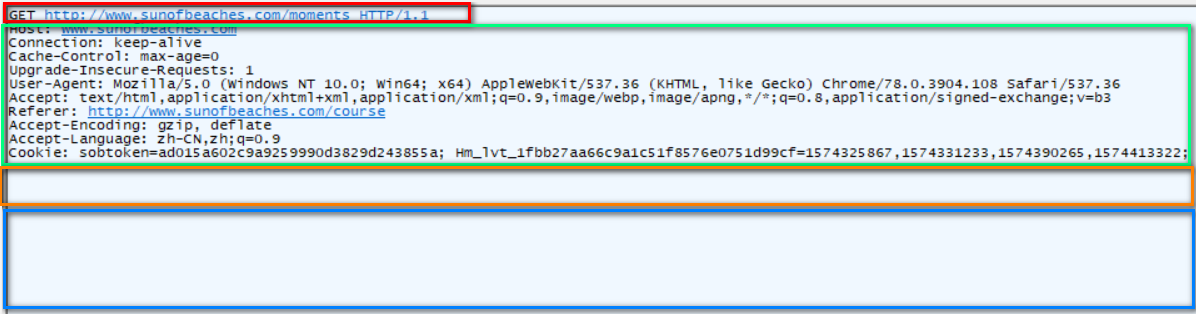 GET http://www.sunofbeaches.com/moments HTTP/1.1
Host: www.sunofbeaches.com
Connection: keep-alive
Cache-Control: max-age=0
Upgrade-Insecure-Requests: 1
User-Agent: Mozilla/5.0 (Windows NT 10.0; Win64; x64) AppleWebKit/537.36 (KHTML, like Gecko) Chrome/78.0.3904.108 Safari/537.36
Accept: text/html,application/xhtml+xml,application/xml;q=0.9,image/webp,image/apng,*/*;q=0.8,application/signed-exchange;v=b3
Referer: http://www.sunofbeaches.com/course
Accept-Encoding: gzip, deflate
Accept-Language: zh-CN,zh;q=0.9
Cookie: sobtoken=ad015a602c9a9259990d3829d243855a; Hm_lvt_1fbb27aa66c9a1c51f8576e0751d99cf=1574325867,1574331233,1574390265,1574413322;